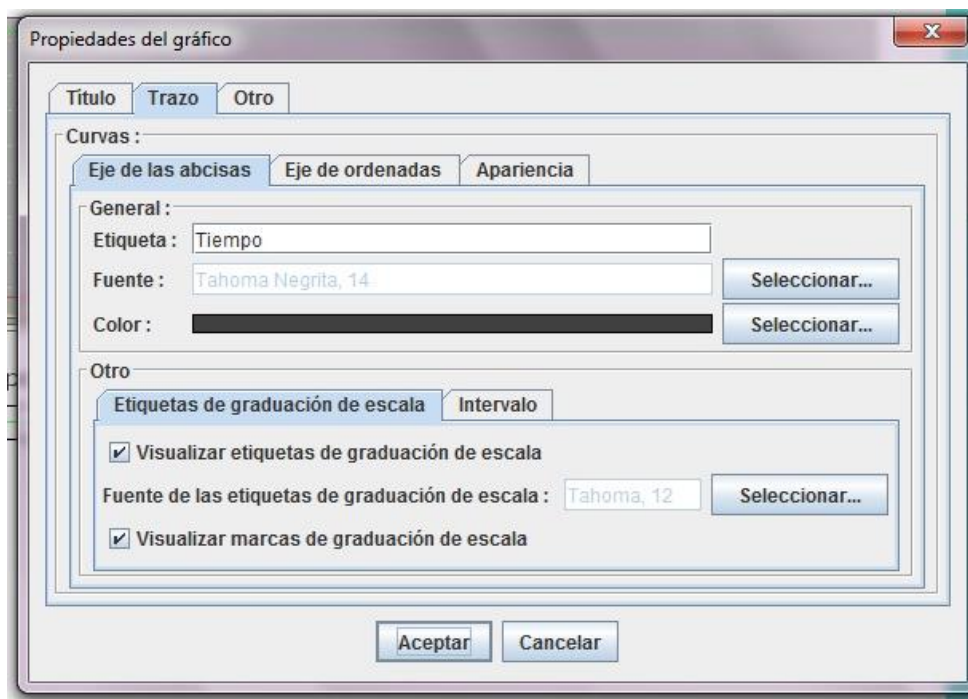 Propiedades del gráfico
Título Trazo Otro
Curvas :
Eje de las abcisas Eje de ordenadas Apariencia
General :
Etiqueta : Tiempo
Fuente : Tahoma Negrita, 14 Seleccionar...
Color : Seleccionar...
Otro
Etiquetas de graduación de escala Intervalo
Visualizar etiquetas de graduación de escala
Fuente de las etiquetas de graduación de escala : Tahoma, 12 Seleccionar...
Visualizar marcas de graduación de escala
Aceptar Cancelar